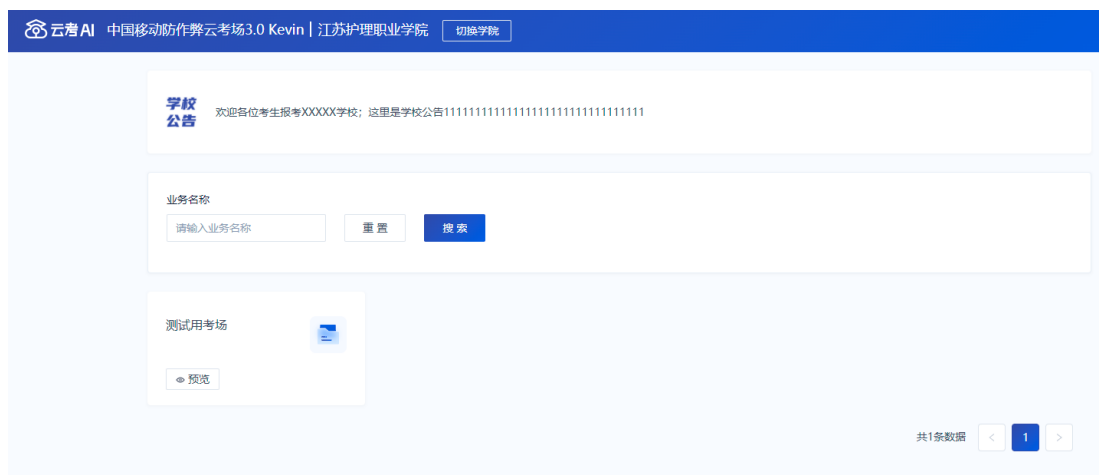 云考AI 中国移动防作弊云考场3.0 Kevin | 江苏护理职业学院 切换学院
学校
公告
欢迎各位考生报考XXXXX学校；这里是学校公告1111111111111111111111111111111
业务名称
请输入业务名称 重置 搜索
测试用考场
预览
共1条数据 < 1 >